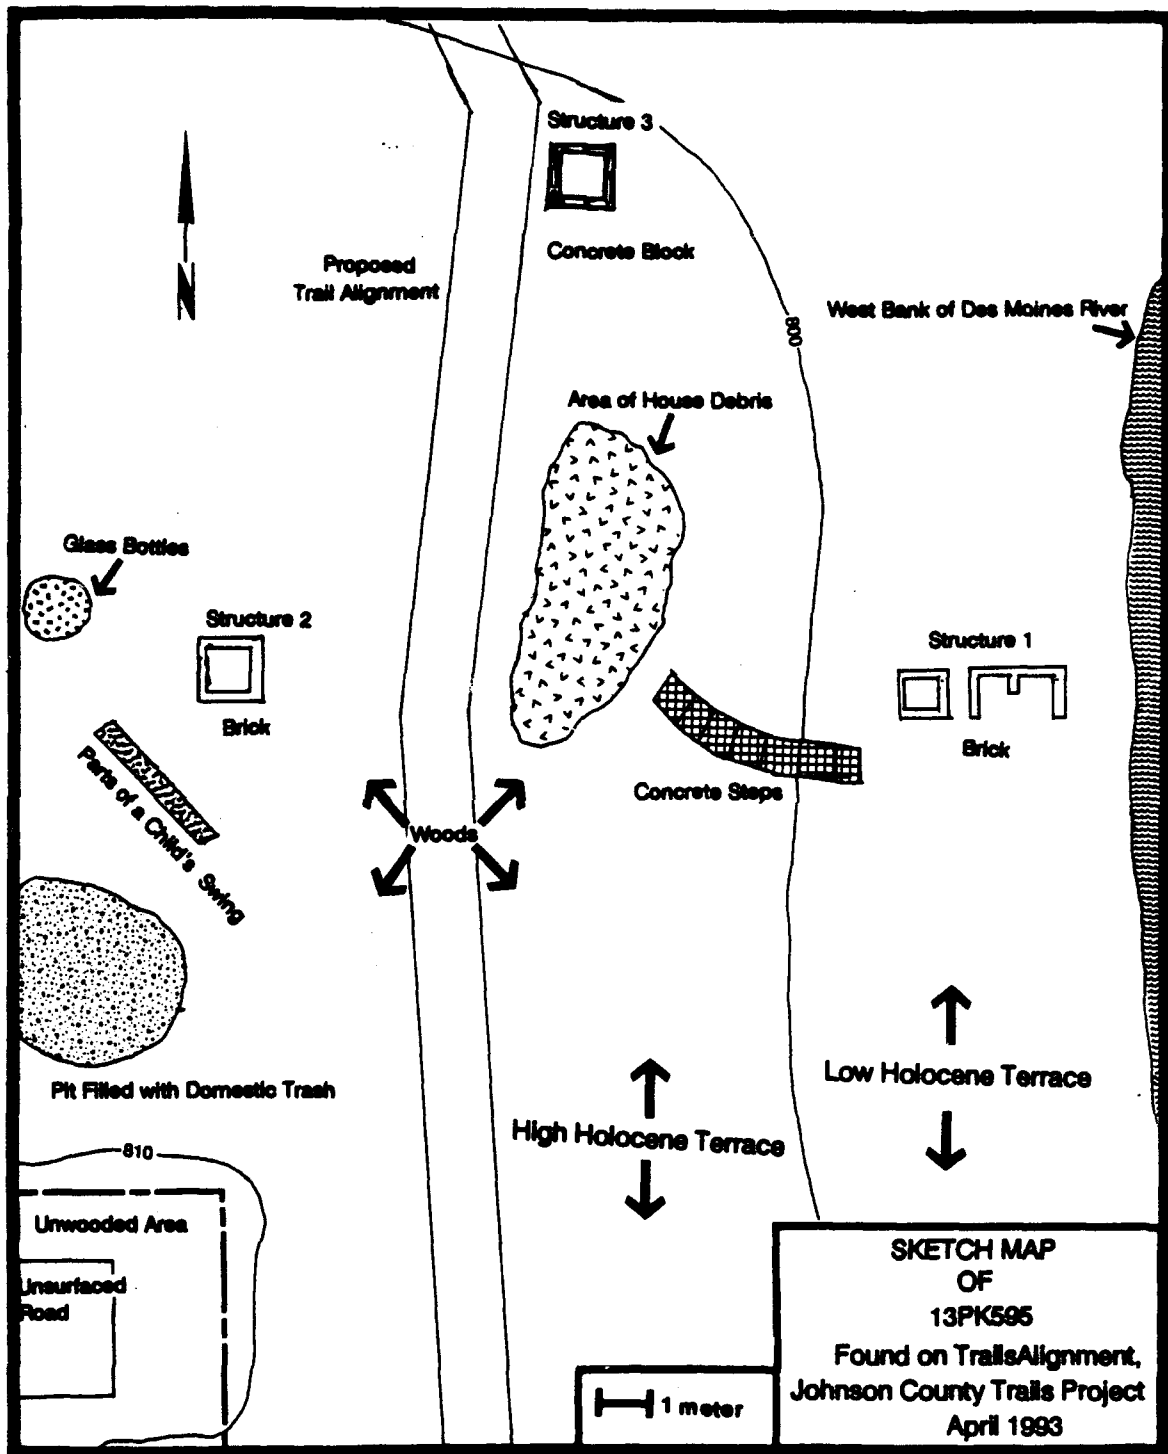 Structure 3
Concrete Block
Proposed
Trail Alignment
N
800
West Bank of Des Moines River
Area of House Debris
Glass Bottles
Structure 2
Brick
Structure 1
Brick
Parts of a Child's Swing
Concrete Steps
Woods
Low Holocene Terrace
Pit Filled with Domestic Trash
High Holocene Terrace
810
Unwooded Area
Unsurfaced
Road
SKETCH MAP
OF
13PK595
Found on TrailsAlignment,
Johnson County Trails Project
April 1993
1 meter